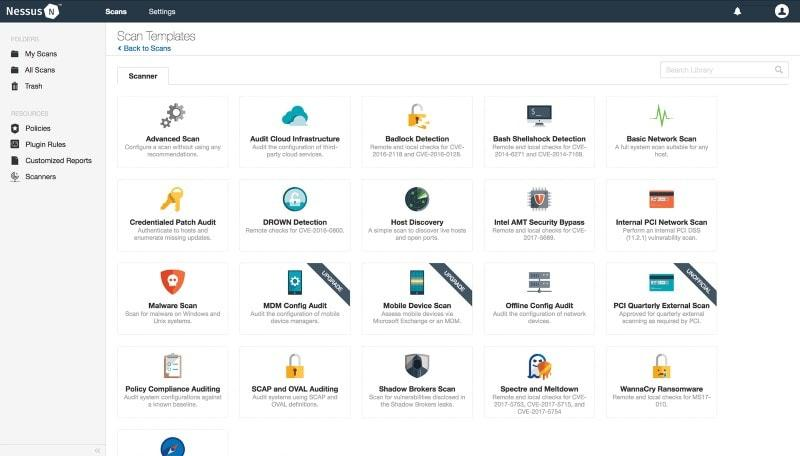 Nessus N Scans Settings
FOLDERS
My Scans
All Scans
Trash
RESOURCES
Policies
Plugin Rules
Customized Reports
Scanners
Scan Templates
Back to Scans
Scanner
Search Library
Advanced Scan
Configure a scan without using any
recommendations.
Audit Cloud Infrastructure
Audit the configuration of third-
party cloud services.
Badlock Detection
Remote and local checks for CVE-
2016-2118 and CVE-2016-0128.
$_
Bash Shellshock Detection
Remote and local checks for CVE-
2014-6271 and CVE-2014-7169.
Basic Network Scan
A full system scan suitable for any
host.
Credentialed Patch Audit
Authenticate to hosts and
enumerate missing updates.
DROWN Detection
Remote checks for CVE-2016-0800.
Host Discovery
A simple scan to discover live hosts
and open ports.
Intel AMT Security Bypass
Remote and local checks for CVE-
2017-5689.
Internal PCI Network Scan
Perform an internal PCI DSS
(11.2.1) vulnerability scan.
Malware Scan
Scan for malware on Windows and
Unix systems.
UPGRADE
MDM Config Audit
Audit the configuration of mobile
device managers.
UPGRADE
Mobile Device Scan
Assess mobile devices via
Microsoft Exchange or an MDM.
Offline Config Audit
Audit the configuration of network
devices.
UNOFFICIAL
PCI Quarterly External Scan
Approved for quarterly external
scanning as required by PCI.
Policy Compliance Auditing
Audit system configurations against
a known baseline.
SCAP and OVAL Auditing
Audit systems using SCAP and
OVAL definitions.
Shadow Brokers Scan
Scan for vulnerabilities disclosed in
the Shadow Brokers leaks.
Spectre and Meltdown
Remote and local checks for CVE-
2017-5753, CVE-2017-5715, and
CVE-2017-5754
WannaCry Ransomware
Remote and local checks for MS17-
010.